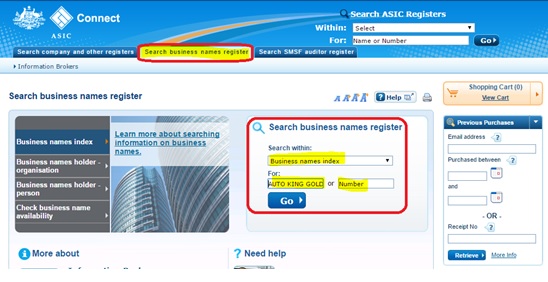 ASIC
Connect
Search ASIC Registers
Within: Select
For: Name or Number Go
Search company and other registers Search business names register Search SMSF auditor register
Information Brokers
Search business names register
A A A A Help
Shopping Cart (0)
View Cart
Business names index
Business names holder - organisation
Business names holder - person
Check business name availability
Learn more about searching
information on business
names.
Search business names register
Search within:
Business names index
For:
AUTO KING GOLD or Number
Go
Previous Purchases
Email address ?
Purchased between ?
and
- OR -
Receipt No
?
Retrieve More Info
More about
Need help